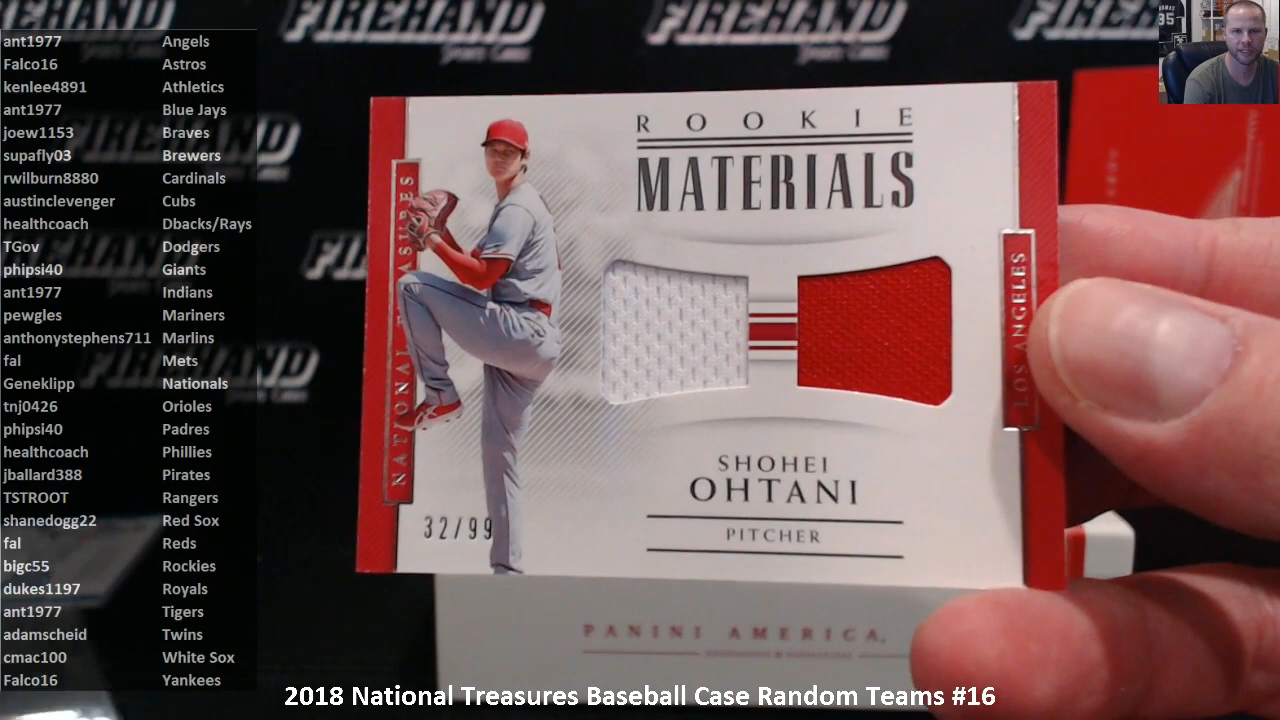 FIREHAND FIREHAND FIREHAND FIREHAND
ant1977 Angels
Falco16 Astros
kenlee4891 Athletics
ant1977 Blue Jays
joew1153 Braves
supafly03 Brewers
rwilburn8880 Cardinals
austinclevenger Cubs
healthcoach Dbacks/Rays
TGov Dodgers
phipsi40 Giants
ant1977 Indians
pewgles Mariners
anthonystephens711 Marlins
fal Mets
Geneklipp Nationals
tnj0426 Orioles
phipsi40 Padres
healthcoach Phillies
jballard388 Pirates
TSTROOT Rangers
shanedogg22 Red Sox
fal Reds
bigc55 Rockies
dukes1197 Royals
ant1977 Tigers
adamscheid Twins
cmac100 White Sox
Falco16 Yankees
ROOKIE
MATERIALS
NATIONAL TREASURES
LOS ANGELES
SHOHEI
OHTANI
PITCHER
32/99
PANINI AMERICA,
95
2018 National Treasures Baseball Case Random Teams #16